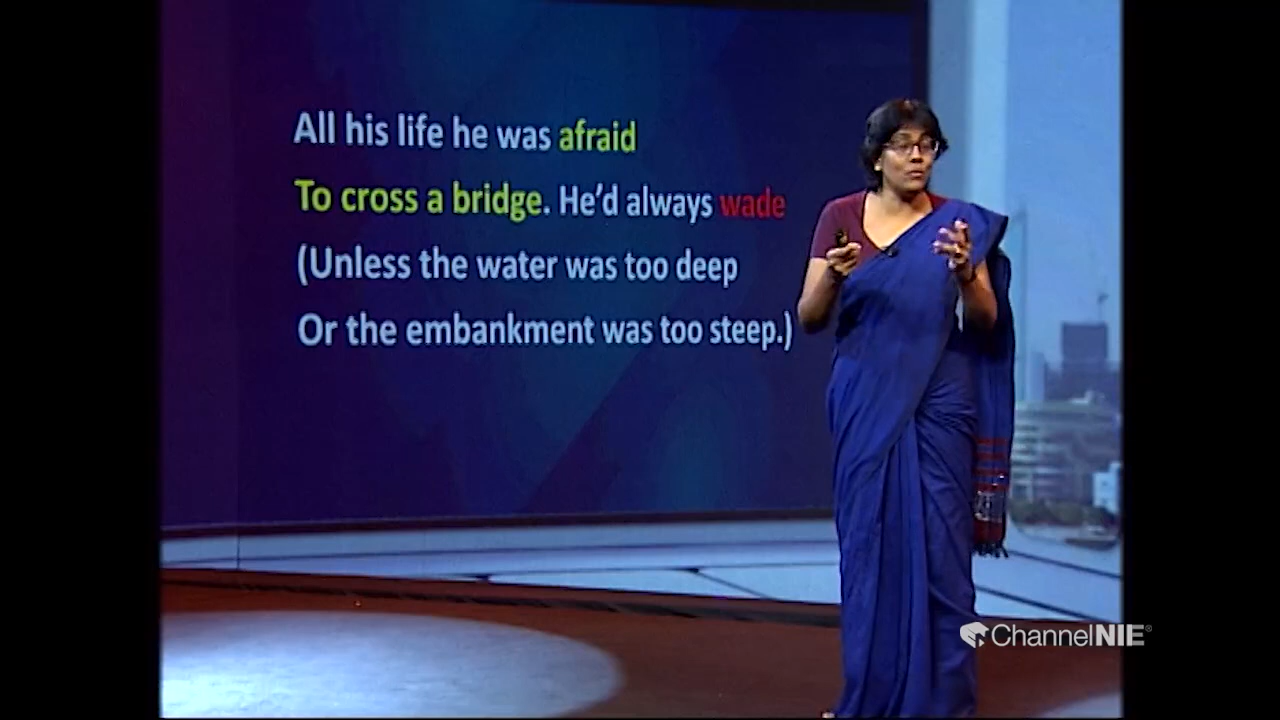 All his life he was afraid
To cross a bridge. He'd always wade
(Unless the water was too deep
Or the embankment was too steep.)
ChannelNIE®